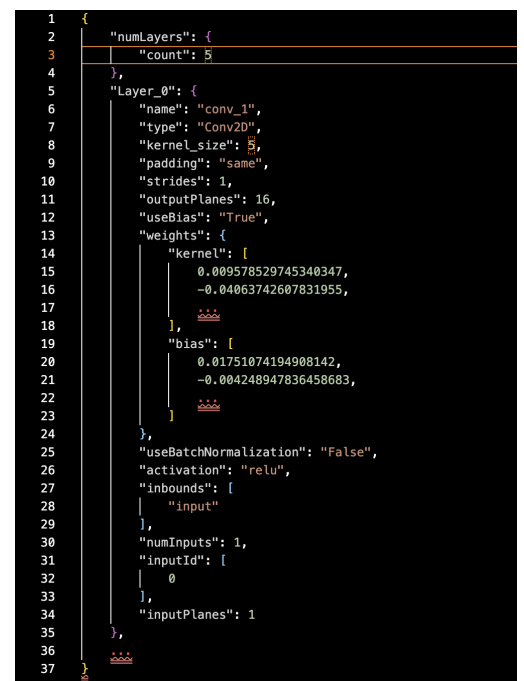 1 {
2 "numLayers": {
3 "count": 5
4 },
5 "Layer_0": {
6 "name": "conv_1",
7 "type": "Conv2D",
8 "kernel_size": 5,
9 "padding": "same",
10 "strides": 1,
11 "outputPlanes": 16,
12 "useBias": "True",
13 "weights": {
14 "kernel": [
15 0.009578529745340347,
16 -0.04063742607831955,
17 ...
18 ],
19 "bias": [
20 0.01751074194908142,
21 -0.004248947836458683,
22 ...
23 ]
24 },
25 "useBatchNormalization": "False",
26 "activation": "relu",
27 "inbounds": [
28 "input"
29 ],
30 "numInputs": 1,
31 "inputId": [
32 0
33 ],
34 "inputPlanes": 1
35 },
36 ...
37 }